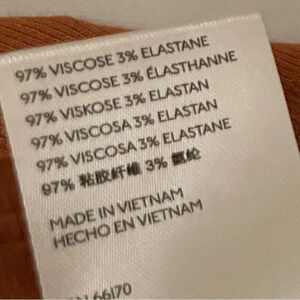 97% VISCOSE 3% ELASTANE
97% VISCOSE 3% ÉLASTHANNE
97% VISKOSE 3% ELASTAN
97% VISCOSA 3% ELASTAN
97% VISCOSA 3% ELASTANE
97% 粘胶纤维 3% 氨纶
MADE IN VIETNAM
HECHO EN VIETNAM
66170